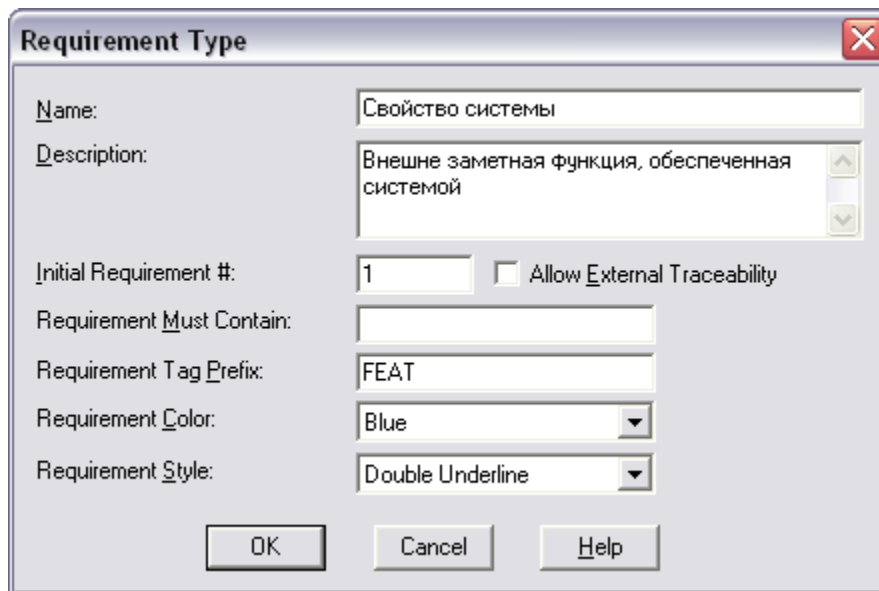 Requirement Type
Name:
Свойство системы
Description:
Внешне заметная функция, обеспеченная
системой
Initial Requirement #:
1
Allow External Traceability
Requirement Must Contain:
Requirement Tag Prefix:
FEAT
Requirement Color:
Blue
Requirement Style:
Double Underline
OK
Cancel
Help